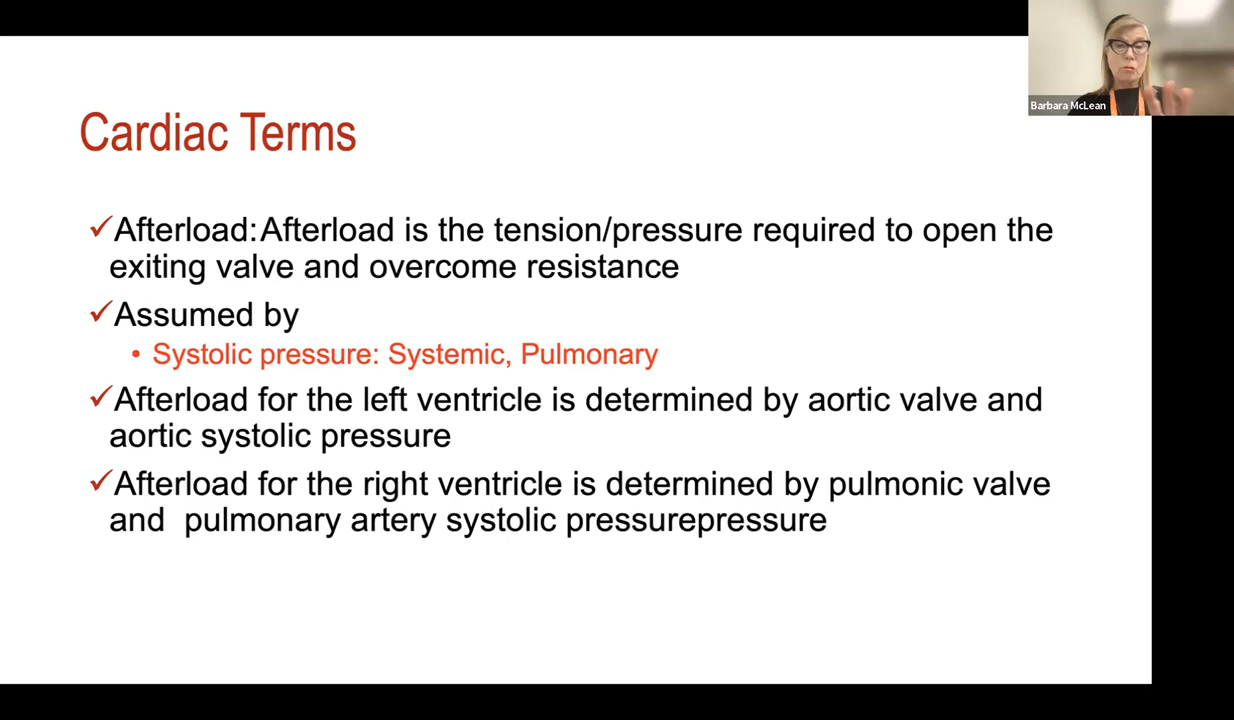 Barbara McLean
Cardiac Terms
✓Afterload:Afterload is the tension/pressure required to open the
exiting valve and overcome resistance
✓Assumed by
• Systolic pressure: Systemic, Pulmonary
✓Afterload for the left ventricle is determined by aortic valve and
aortic systolic pressure
✓Afterload for the right ventricle is determined by pulmonic valve
and pulmonary artery systolic pressurepressure